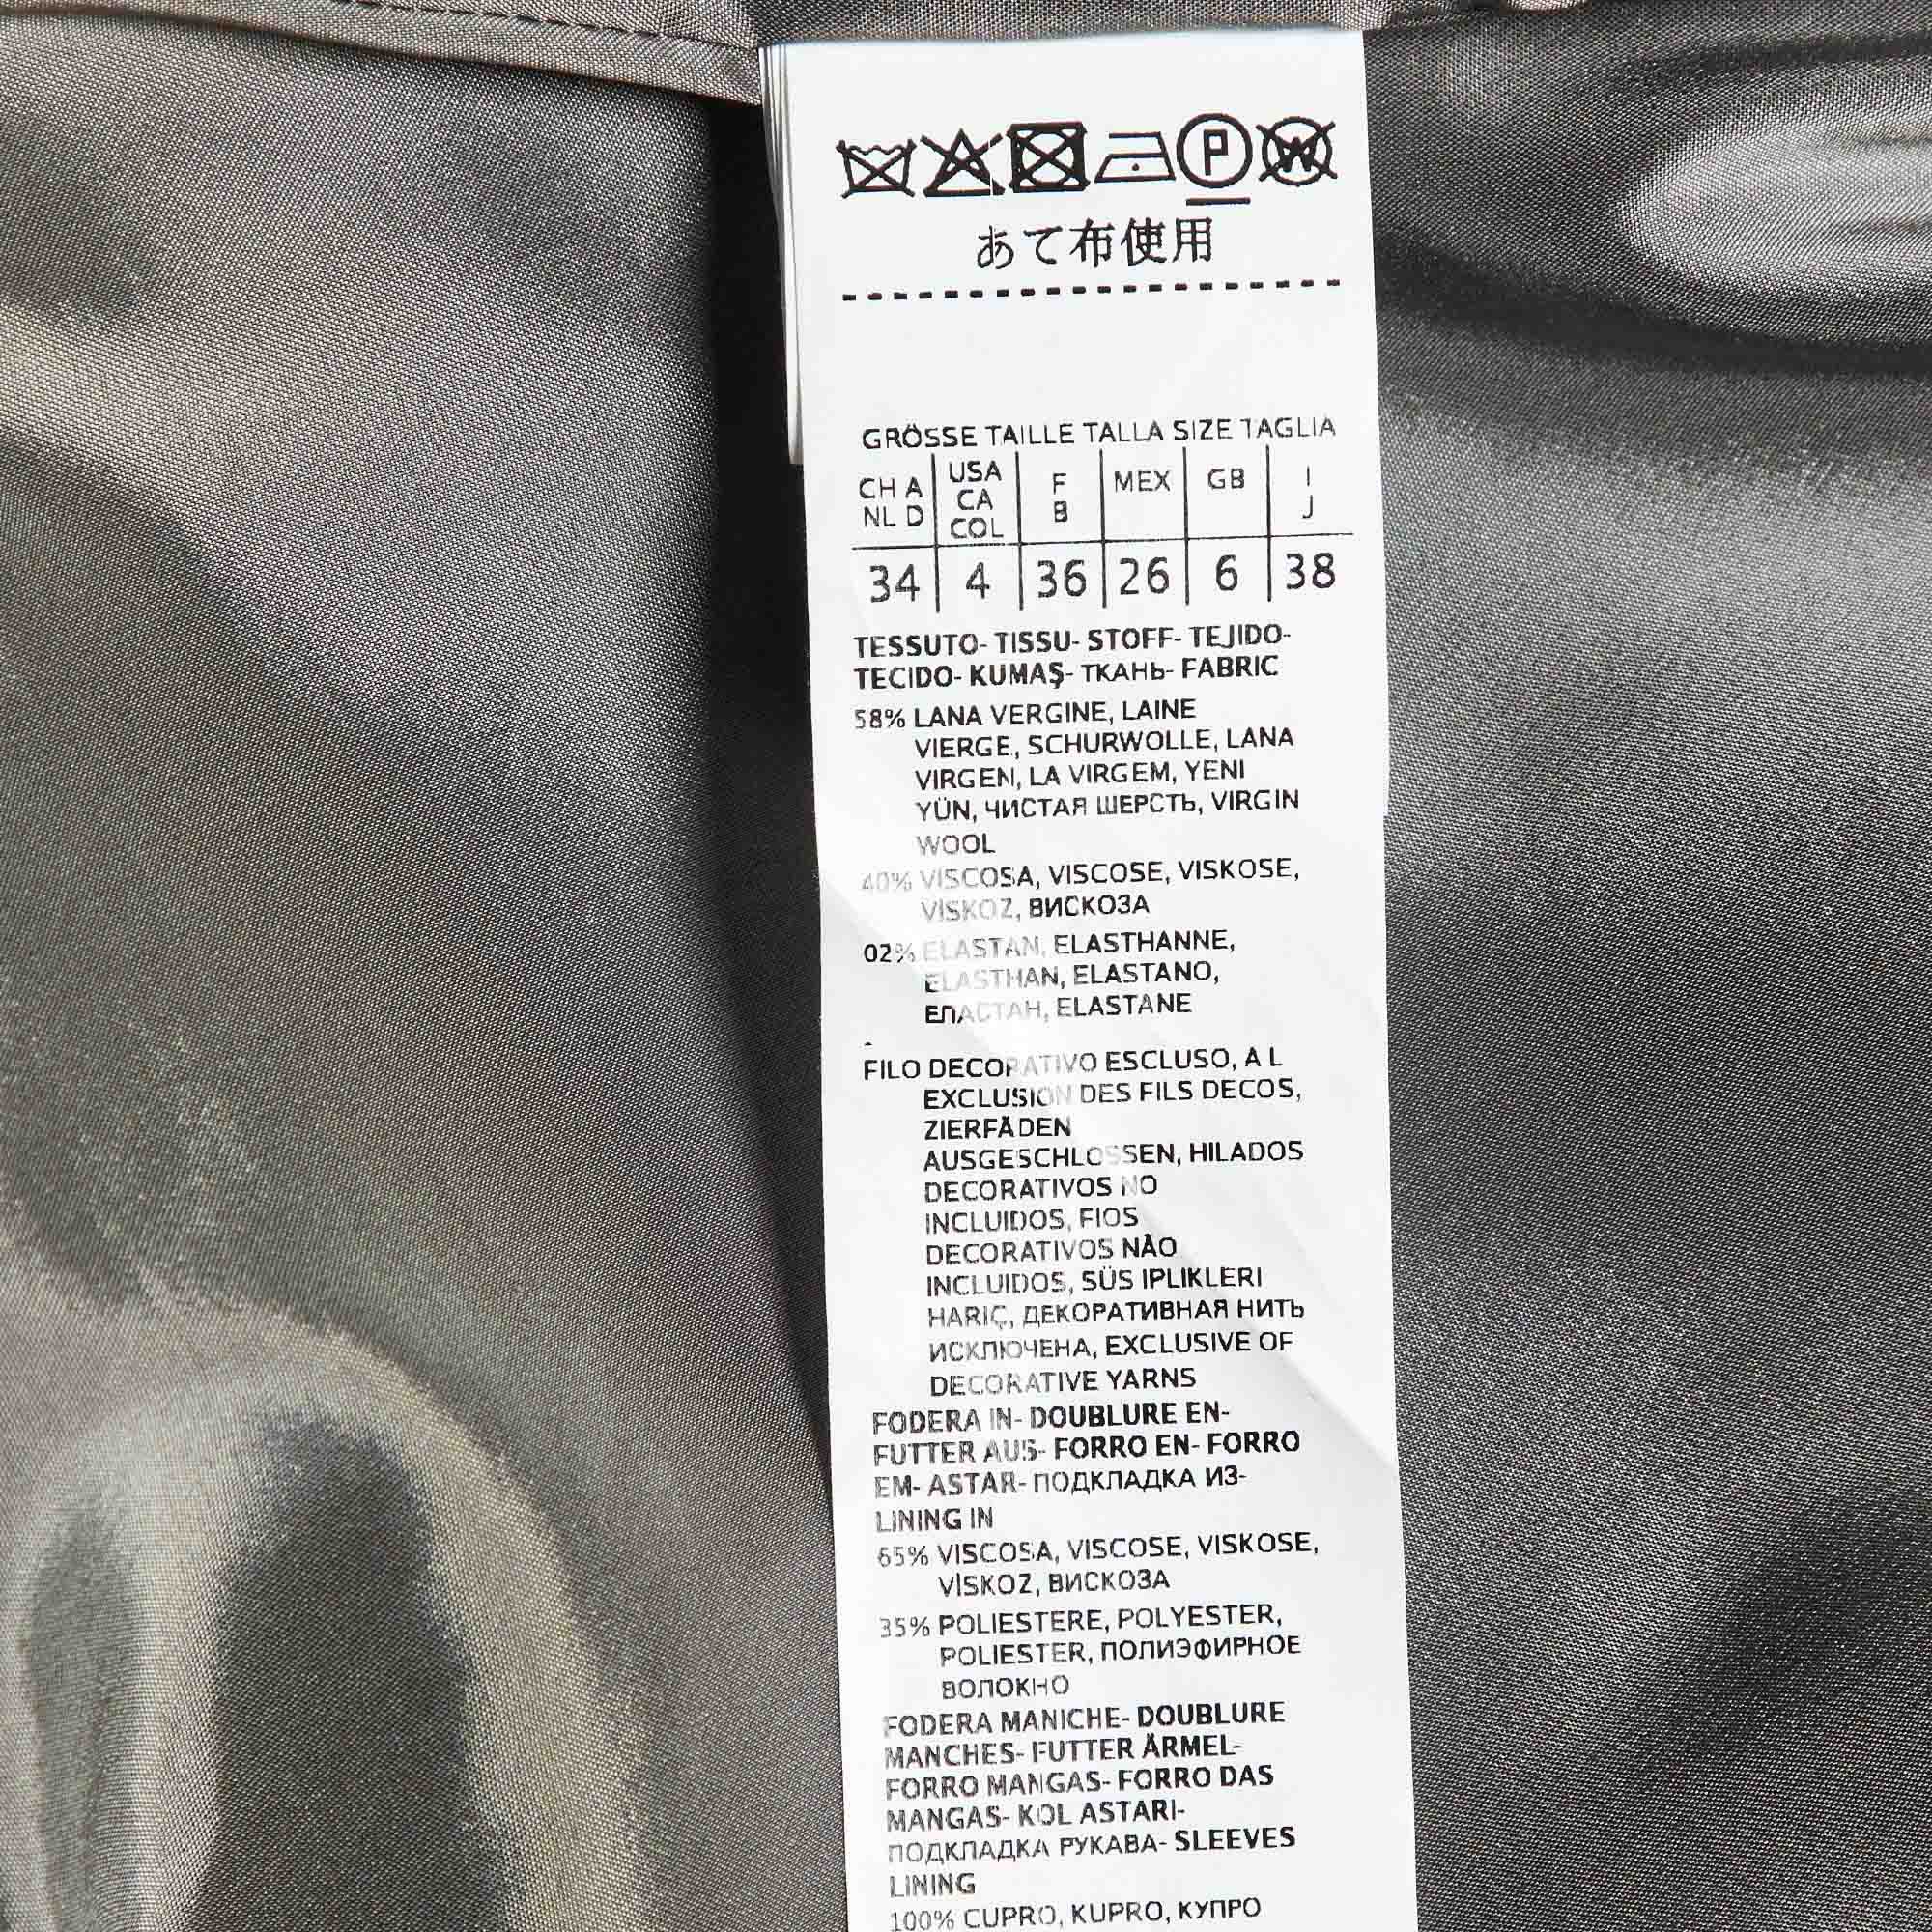 P W
あて布使用
GRÖSSE TAILLE TALLA SIZE TAGLIA
CH A NL D USA CA COL F B MEX GB I J
34 4 36 26 6 38
TESSUTO- TISSU- STOFF- TEJIDO-
TECIDO- KUMAŞ- ТКАНЬ- FABRIC
58% LANA VERGINE, LAINE
VIERGE, SCHURWOLLE, LANA
VIRGEN, LA VIRGEM, YENI
YÜN, ЧИСТАЯ ШЕРСТЬ, VIRGIN
WOOL
40% VISCOSA, VISCOSE, VISKOSE,
VISKOZ, ВИСКОЗА
02% ELASTAN, ELASTHANNE,
ELASTHAN, ELASTANO,
ЕЛАСТАН, ELASTANE
FILO DECORATIVO ESCLUSO, A L
EXCLUSION DES FILS DECOS,
ZIERFÄDEN
AUSGESCHLOSSEN, HILADOS
DECORATIVOS NO
INCLUIDOS, FIOS
DECORATIVOS NÃO
INCLUIDOS, SÜS IPLIKLERI
HARIÇ, ДЕКОРАТИВНАЯ НИТЬ
ИСКЛЮЧЕНА, EXCLUSIVE OF
DECORATIVE YARNS
FODERA IN- DOUBLURE EN-
FUTTER AUS- FORRO EN- FORRO
EM- ASTAR- ПОДКЛАДКА ИЗ-
LINING IN
65% VISCOSA, VISCOSE, VISKOSE,
VISKOZ, ВИСКОЗА
35% POLIESTERE, POLYESTER,
POLIESTER, ПОЛИЭФИРНОЕ
ВОЛОКНО
FODERA MANICHE- DOUBLURE
MANCHES- FUTTER ÄRMEL-
FORRO MANGAS- FORRO DAS
MANGAS- KOL ASTARI-
ПОДКЛАДКА РУКАВА- SLEEVES
LINING
100% CUPRO, KUPRO, КУПРО